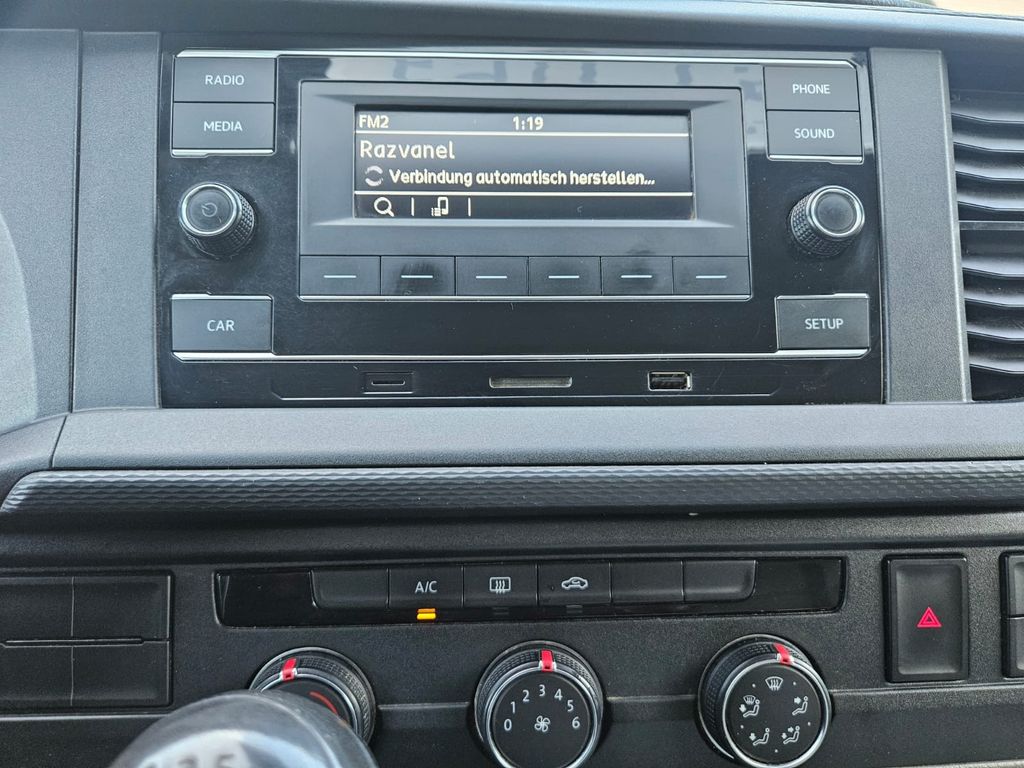 RADIO
MEDIA
FM2 1:19
Razvanel
Verbindung automatisch herstellen...
PHONE
SOUND
CAR
SETUP
A/C
0 1 2 3 4 5 6